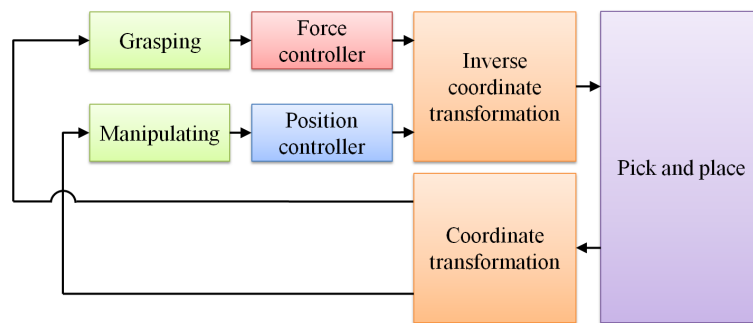 Grasping
Force
controller
Inverse
coordinate
transformation
Manipulating
Position
controller
Pick and place
Coordinate
transformation